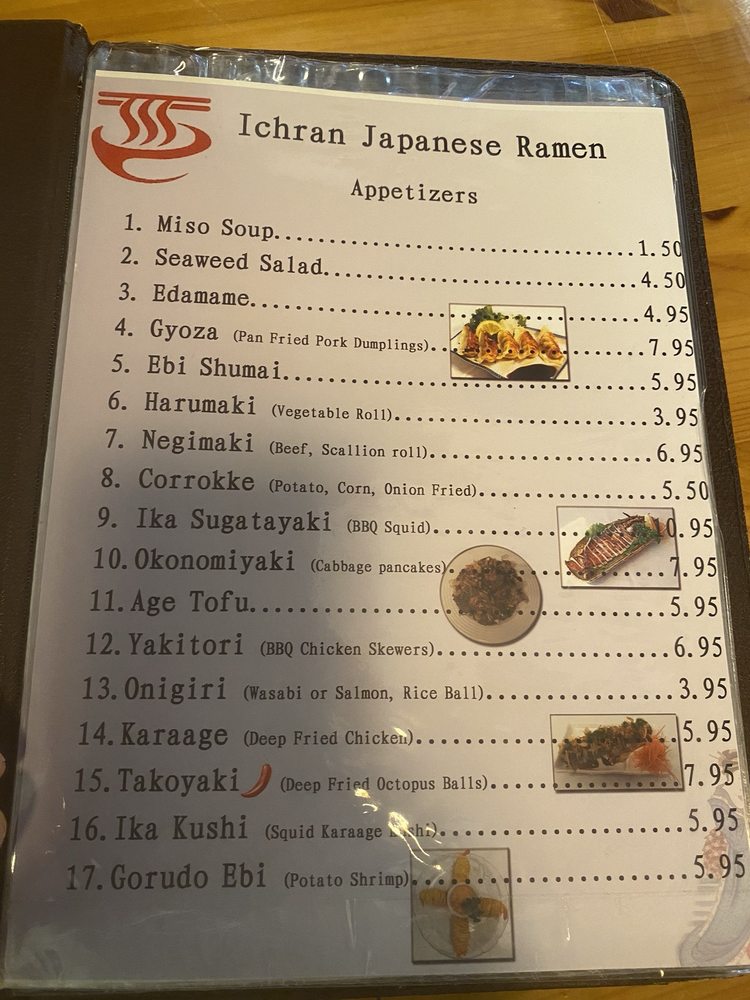 Ichran Japanese Ramen
Appetizers
1. Miso Soup........................................1.50
2. Seaweed Salad....................................4.50
3. Edamame..........................................4.95
4. Gyoza (Pan Fried Pork Dumplings).................7.95
5. Ebi Shumai.......................................5.95
6. Harumaki (Vegetable Roll)........................3.95
7. Negimaki (Beef, Scallion roll)...................6.95
8. Corrokke (Potato, Corn, Onion Fried).............5.50
9. Ika Sugatayaki (BBQ Squid).......................10.95
10. Okonomiyaki (Cabbage pancakes)..................7.95
11. Age Tofu........................................5.95
12. Yakitori (BBQ Chicken Skewers)..................6.95
13. Onigiri (Wasabi or Salmon, Rice Ball)...........3.95
14. Karaage (Deep Fried Chicken)....................5.95
15. Takoyaki (Deep Fried Octopus Balls).............7.95
16. Ika Kushi (Squid Karaage ....................5.95
17. Gorudo Ebi (Potato Shrimp)......................5.95